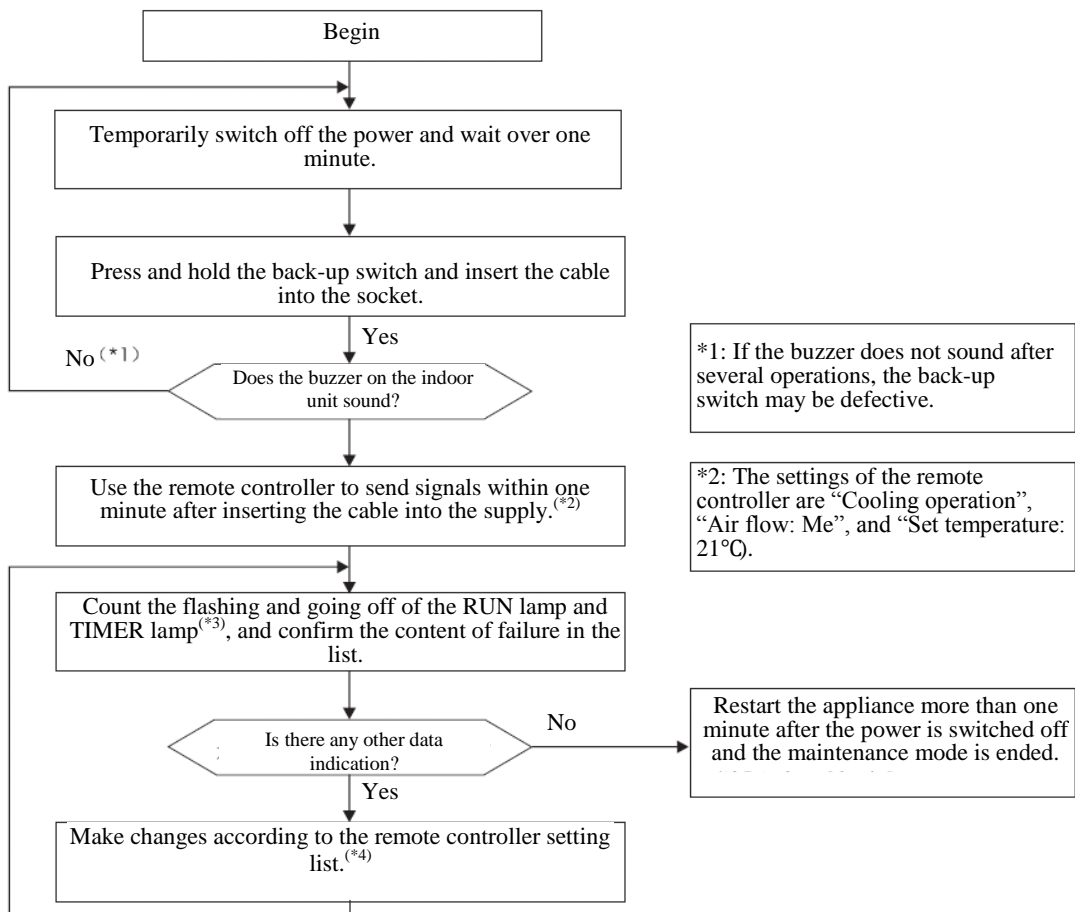 Begin
Temporarily switch off the power and wait over one
minute.
Press and hold the back-up switch and insert the cable
into the socket.
Yes
No (*1)
Does the buzzer on the indoor
unit sound?
*1: If the buzzer does not sound after
several operations, the back-up
switch may be defective.
Use the remote controller to send signals within one
minute after inserting the cable into the supply.(*2)
*2: The settings of the remote
controller are “Cooling operation”,
“Air flow: Me”, and “Set temperature:
21℃).
Count the flashing and going off of the RUN lamp and
TIMER lamp(*3), and confirm the content of failure in the
list.
Is there any other data
indication?
No
Restart the appliance more than one
minute after the power is switched off
and the maintenance mode is ended.
Yes
Make changes according to the remote controller setting
list.(*4)